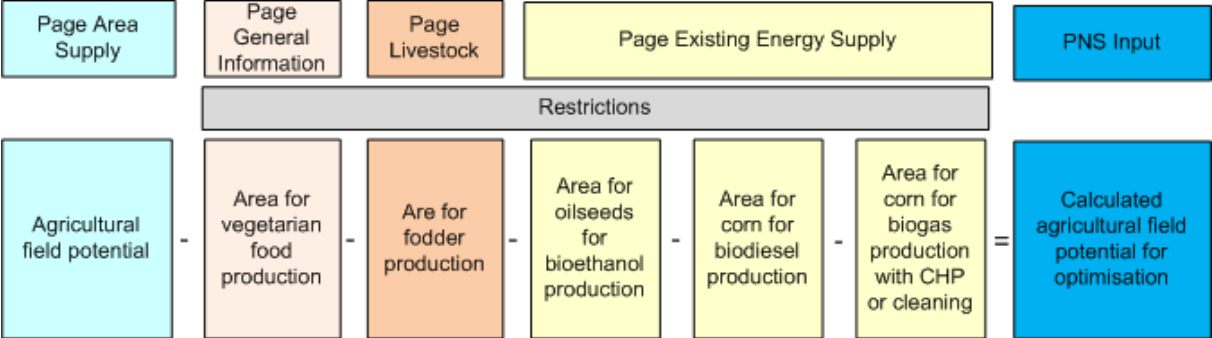 Page Area
Supply
Page
General
Information
Page
Livestock
Page Existing Energy Supply
PNS Input
Restrictions
Agricultural
field potential
-
Area for
vegetarian
food
production
-
Are for
fodder
production
-
Area for
oilseeds
for
bioethanol
production
-
Area for
corn for
biodiesel
production
-
Area for
corn for
biogas
production
with CHP
or cleaning
=
Calculated
agricultural field
potential for
optimisation